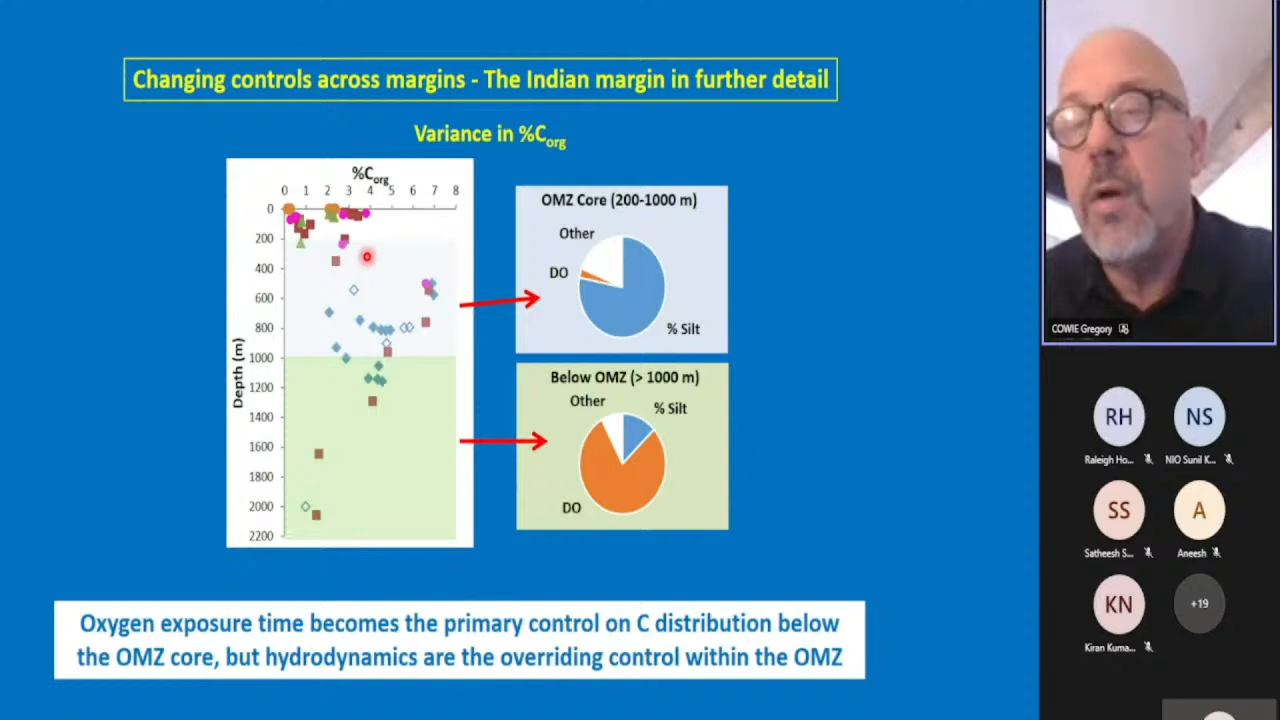 Changing controls across margins - The Indian margin in further detail
Variance in %Corg
%Corg
0 1 2 3 4 5 6 7 8
0
200
400
600
800
1000
1200
1400
1600
1800
2000
2200
Depth (m)
OMZ Core (200-1000 m)
Other
DO
% Silt
Below OMZ (> 1000 m)
Other
% Silt
DO
Oxygen exposure time becomes the primary control on C distribution below
the OMZ core, but hydrodynamics are the overriding control within the OMZ
COWIE Gregory
RH
NS
Raleigh Ho...
NIO Sunil K...
SS
A
Satheesh S...
Aneesh
KN
+19
Kiran Kuma...